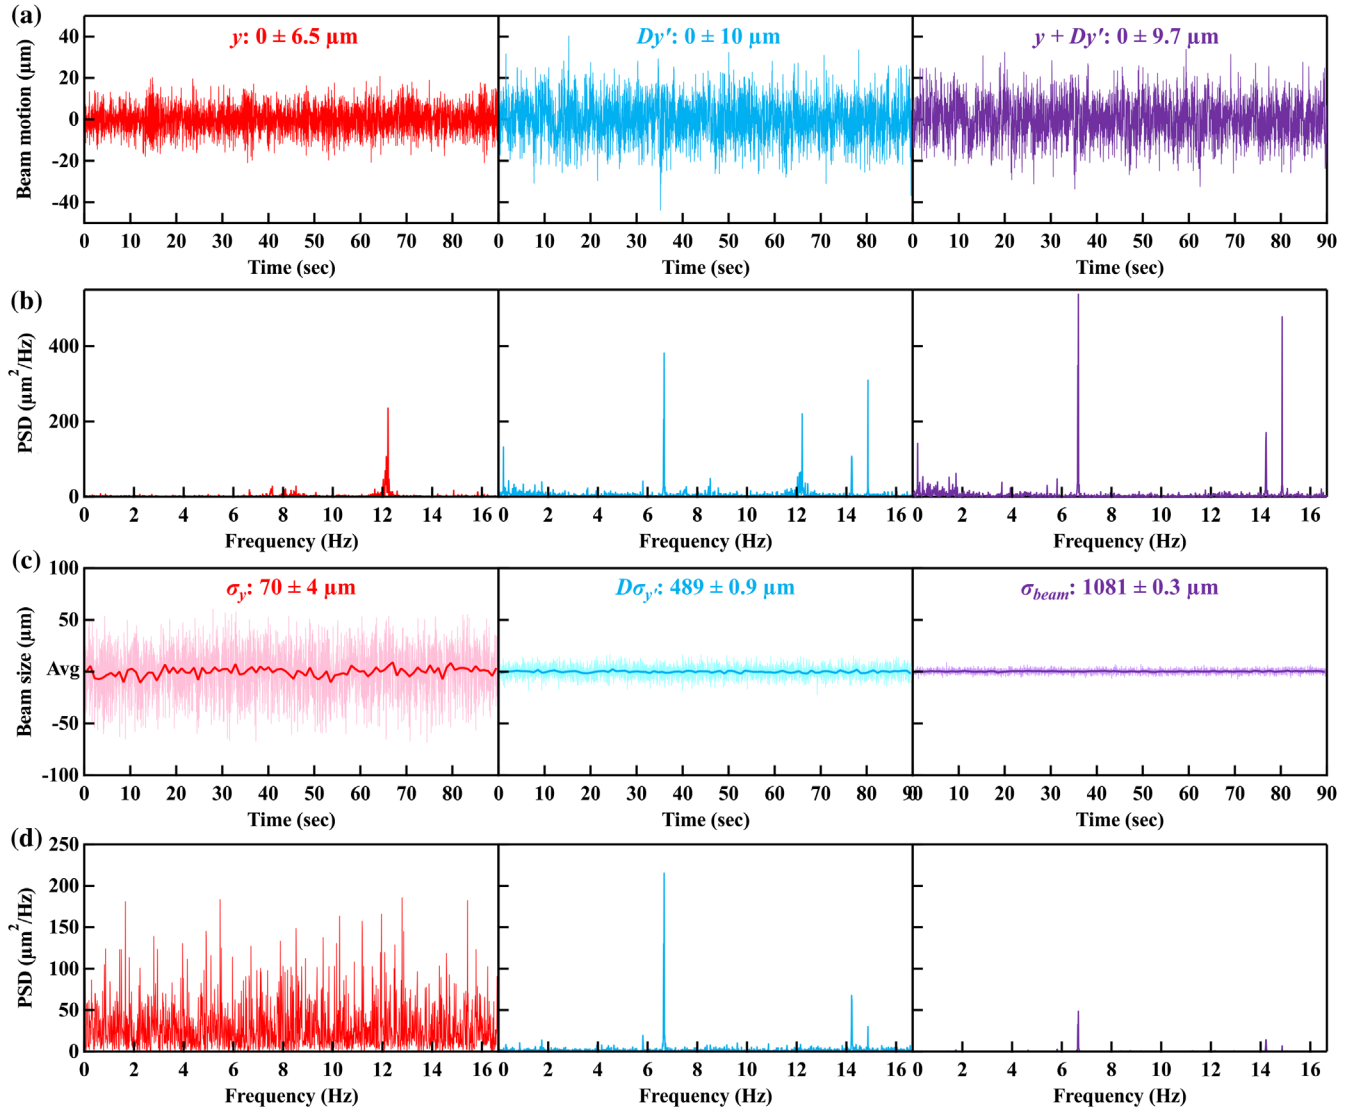 (a)
Beam motion (μm)
40
20
0
-20
-40
y: 0 ± 6.5 μm
Dy′: 0 ± 10 μm
y + Dy′: 0 ± 9.7 μm
0 10 20 30 40 50 60 70 80 0 10 20 30 40 50 60 70 80 0 10 20 30 40 50 60 70 80 90
Time (sec) Time (sec) Time (sec)
(b)
PSD (μm²/Hz)
400
200
0
0 2 4 6 8 10 12 14 16 0 2 4 6 8 10 12 14 16 0 2 4 6 8 10 12 14 16
Frequency (Hz) Frequency (Hz) Frequency (Hz)
(c)
Beam size (μm)
100
50
Avg
-50
-100
σy: 70 ± 4 μm
Dσy′: 489 ± 0.9 μm
σbeam: 1081 ± 0.3 μm
0 10 20 30 40 50 60 70 80 0 10 20 30 40 50 60 70 80 90 0 10 20 30 40 50 60 70 80 90
Time (sec) Time (sec) Time (sec)
(d)
PSD (μm²/Hz)
250
200
150
100
50
0
0 2 4 6 8 10 12 14 16 0 2 4 6 8 10 12 14 16 0 2 4 6 8 10 12 14 16
Frequency (Hz) Frequency (Hz) Frequency (Hz)